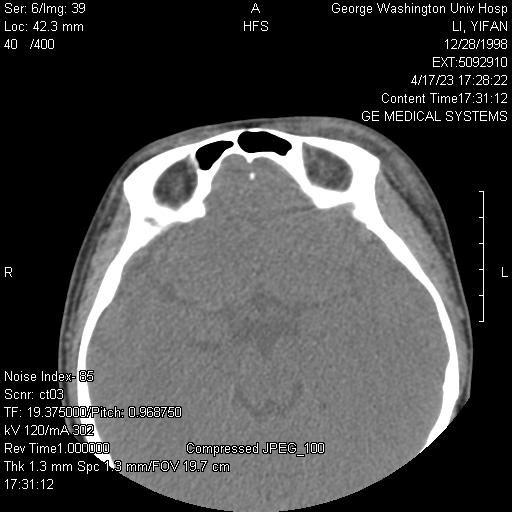 Ser: 6/Img: 39
Loc: 42.3 mm
40 /400
A
HFS
George Washington Univ Hosp
LI, YIFAN
12/28/1998
EXT:5092910
4/17/23 17:28:22
Content Time17:31:12
GE MEDICAL SYSTEMS
R
L
Noise Index- 85
Scnr: ct03
TF: 19.375000/Pitch: 0.968750
kV 120/mA 302
Rev Time1.000000
Compressed JPEG_100
Thk 1.3 mm Spc 1.3 mm/FOV 19.7 cm
17:31:12